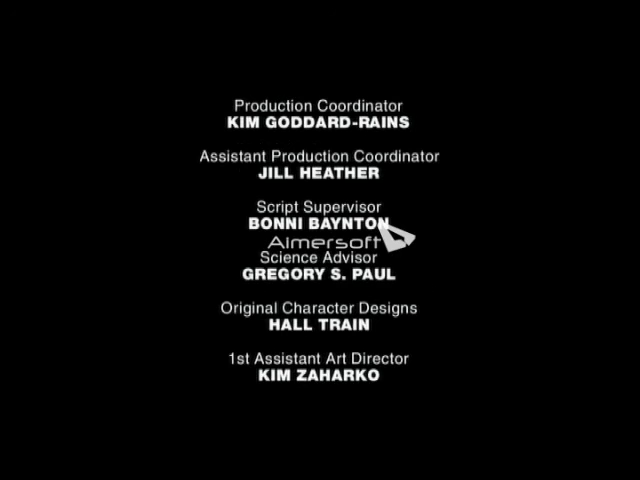 Production Coordinator
KIM GODDARD-RAINS
Assistant Production Coordinator
JILL HEATHER
Script Supervisor
BONNI BAYNTON
Aimersoft
Science Advisor
GREGORY S. PAUL
Original Character Designs
HALL TRAIN
1st Assistant Art Director
KIM ZAHARKO